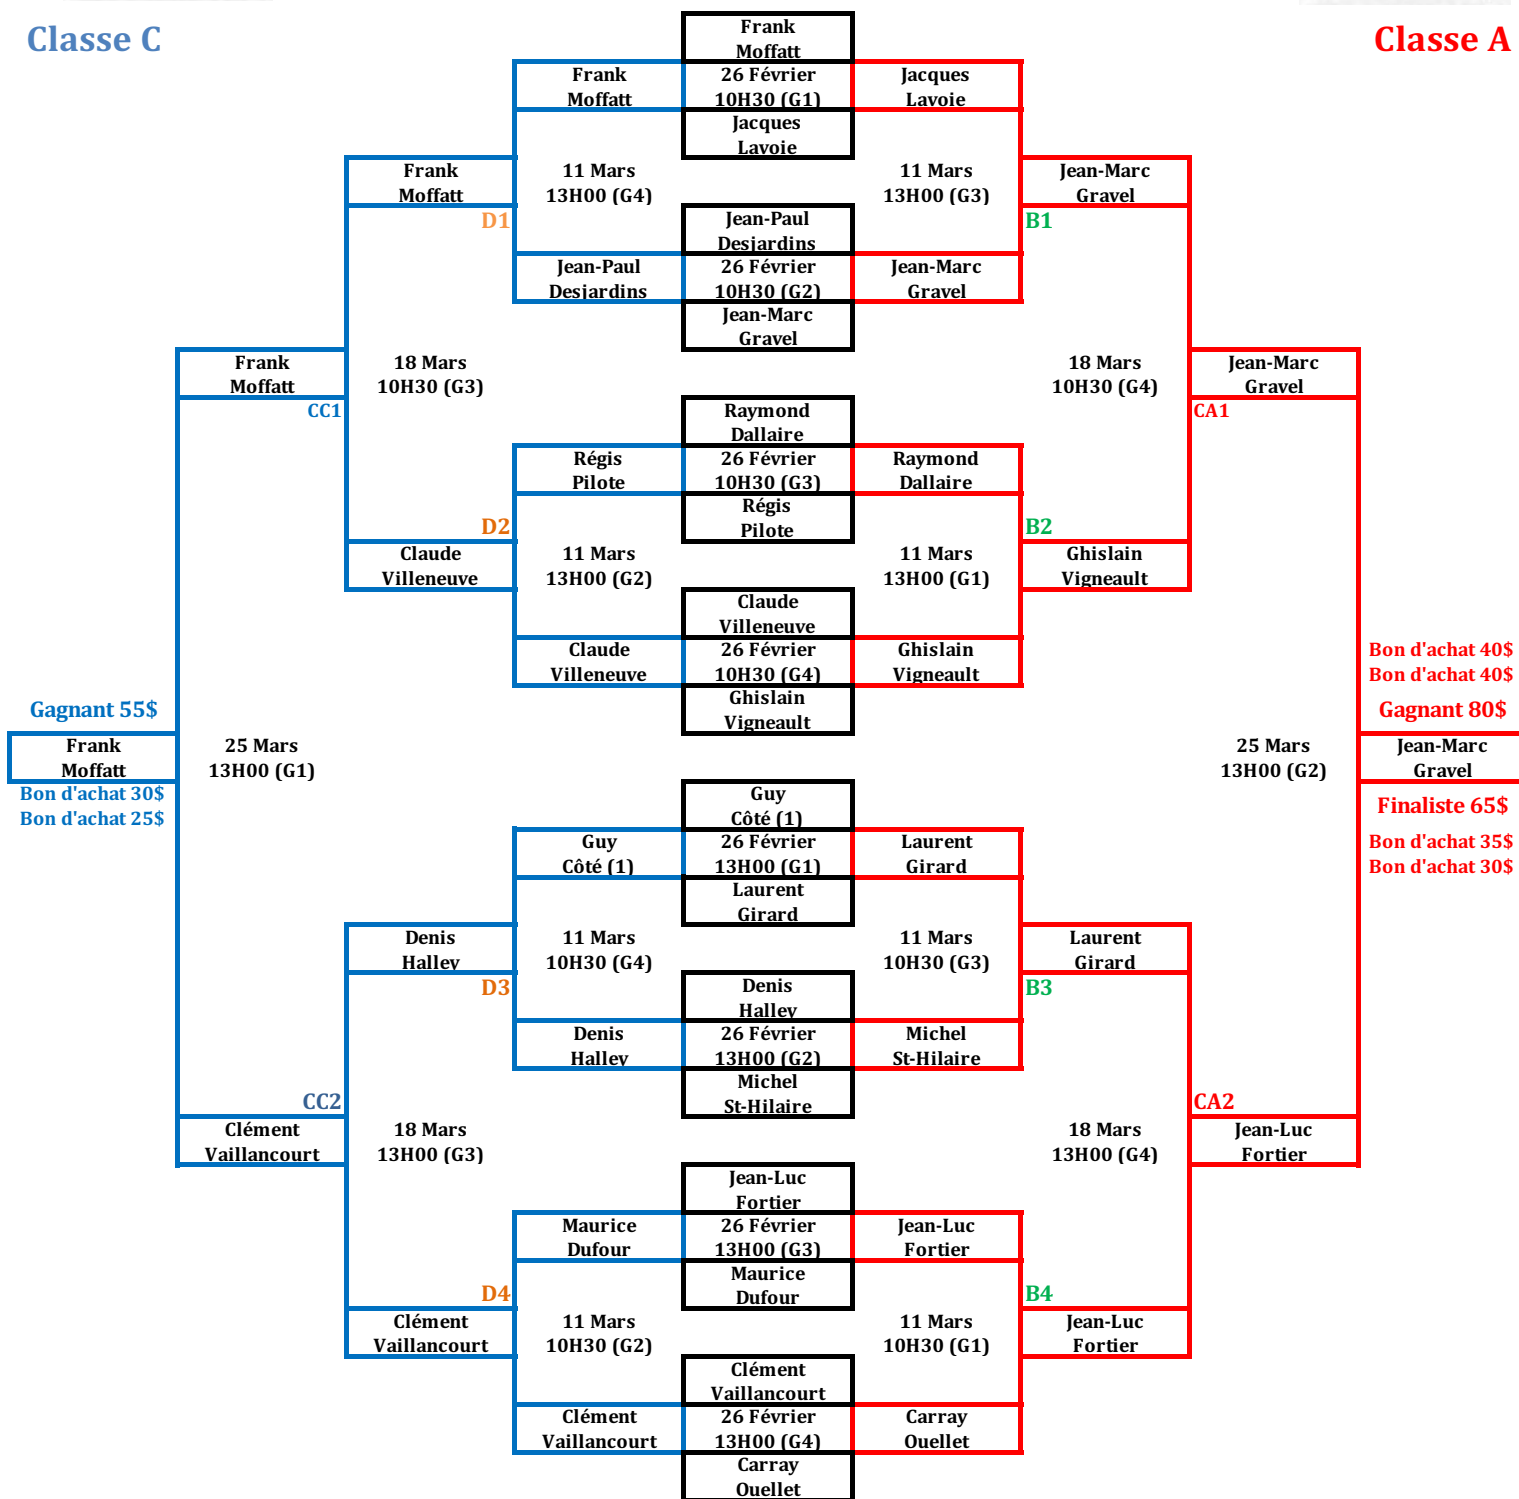 Classe C
Classe A
Frank
Moffatt
Frank
Moffatt
26 Février
10H30 (G1)
Jacques
Lavoie
Jacques
Lavoie
Frank
Moffatt
11 Mars
13H00 (G4)
11 Mars
13H00 (G3)
Jean-Marc
Gravel
D1
B1
Jean-Paul
Desjardins
Jean-Paul
Desjardins
26 Février
10H30 (G2)
Jean-Marc
Gravel
Jean-Marc
Gravel
Frank
Moffatt
18 Mars
10H30 (G3)
18 Mars
10H30 (G4)
Jean-Marc
Gravel
CC1
CA1
Raymond
Dallaire
Régis
Pilote
26 Février
10H30 (G3)
Raymond
Dallaire
Régis
Pilote
D2
B2
Claude
Villeneuve
11 Mars
13H00 (G2)
11 Mars
13H00 (G1)
Ghislain
Vigneault
Claude
Villeneuve
Claude
Villeneuve
26 Février
10H30 (G4)
Ghislain
Vigneault
Ghislain
Vigneault
Bon d'achat 40$
Bon d'achat 40$
Gagnant 55$
Gagnant 80$
Frank
Moffatt
25 Mars
13H00 (G1)
25 Mars
13H00 (G2)
Jean-Marc
Gravel
Bon d'achat 30$
Bon d'achat 25$
Finaliste 65$
Bon d'achat 35$
Bon d'achat 30$
Guy
Côté (1)
Guy
Côté (1)
26 Février
13H00 (G1)
Laurent
Girard
Laurent
Girard
Denis
Halley
11 Mars
10H30 (G4)
11 Mars
10H30 (G3)
Laurent
Girard
D3
B3
Denis
Halley
Denis
Halley
26 Février
13H00 (G2)
Michel
St-Hilaire
Michel
St-Hilaire
CC2
CA2
Clément
Vaillancourt
18 Mars
13H00 (G3)
18 Mars
13H00 (G4)
Jean-Luc
Fortier
Jean-Luc
Fortier
Maurice
Dufour
26 Février
13H00 (G3)
Jean-Luc
Fortier
Maurice
Dufour
D4
B4
Clément
Vaillancourt
11 Mars
10H30 (G2)
11 Mars
10H30 (G1)
Jean-Luc
Fortier
Clément
Vaillancourt
Clément
Vaillancourt
26 Février
13H00 (G4)
Carray
Ouellet
Carray
Ouellet